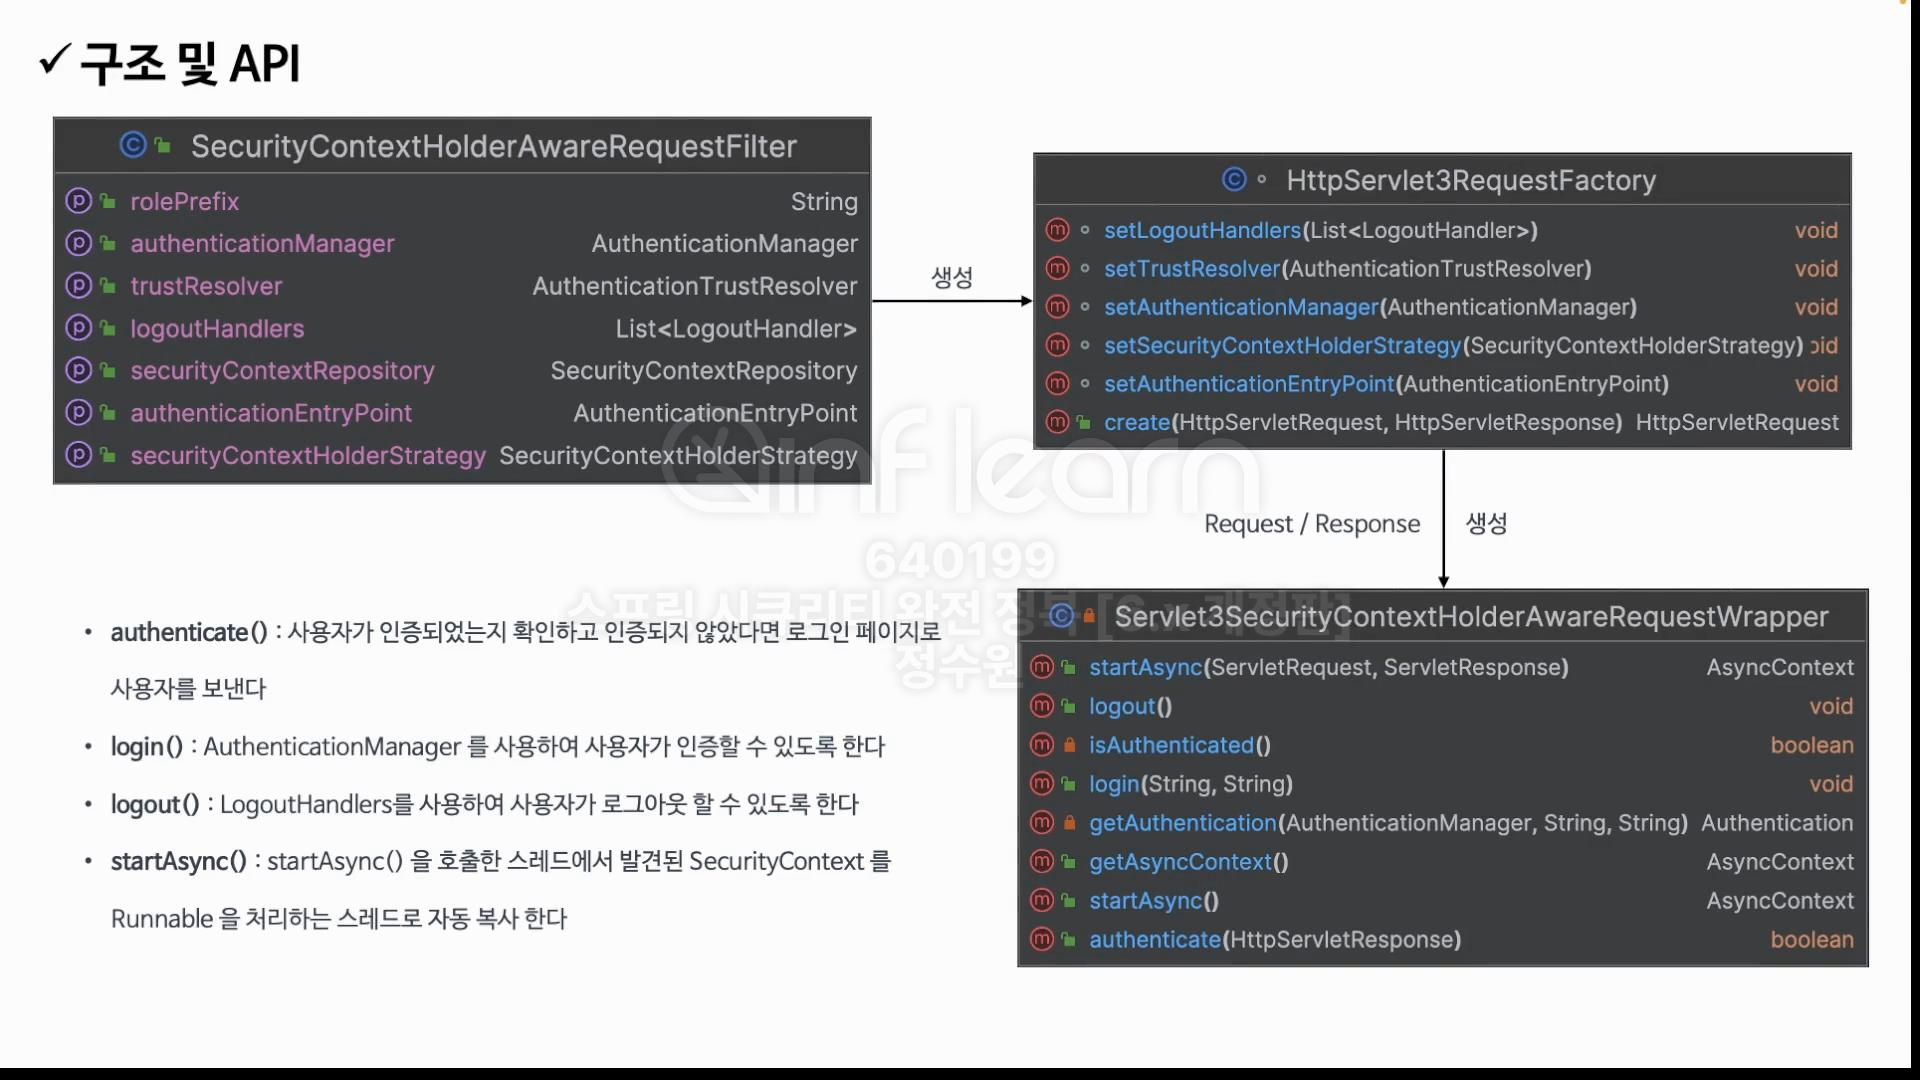 ✓ 구조 및 API
SecurityContextHolderAwareRequestFilter
rolePrefix String
authenticationManager AuthenticationManager
trustResolver AuthenticationTrustResolver
logoutHandlers List<LogoutHandler>
securityContextRepository SecurityContextRepository
authenticationEntryPoint AuthenticationEntryPoint
securityContextHolderStrategy SecurityContextHolderStrategy
생성
HttpServlet3RequestFactory
setLogoutHandlers(List<LogoutHandler>) void
setTrustResolver(AuthenticationTrustResolver) void
setAuthenticationManager(AuthenticationManager) void
setSecurityContextHolderStrategy(SecurityContextHolderStrategy) oid
setAuthenticationEntryPoint(AuthenticationEntryPoint) void
create(HttpServletRequest, HttpServletResponse) HttpServletRequest
Request / Response 생성
Servlet3SecurityContextHolderAwareRequestWrapper
startAsync(ServletRequest, ServletResponse) AsyncContext
logout() void
isAuthenticated() boolean
login(String, String) void
getAuthentication(AuthenticationManager, String, String) Authentication
getAsyncContext() AsyncContext
startAsync() AsyncContext
authenticate(HttpServletResponse) boolean
• authenticate() : 사용자가 인증되었는지 확인하고 인증되지 않았다면 로그인 페이지로
사용자를 보낸다
• login() : AuthenticationManager 를 사용하여 사용자가 인증할 수 있도록 한다
• logout() : LogoutHandlers를 사용하여 사용자가 로그아웃 할 수 있도록 한다
• startAsync() : startAsync() 을 호출한 스레드에서 발견된 SecurityContext 를
Runnable 을 처리하는 스레드로 자동 복사 한다
inflearn
640199
스프링 시큐리티 완전 정복 [6.x 개정판]
정수원